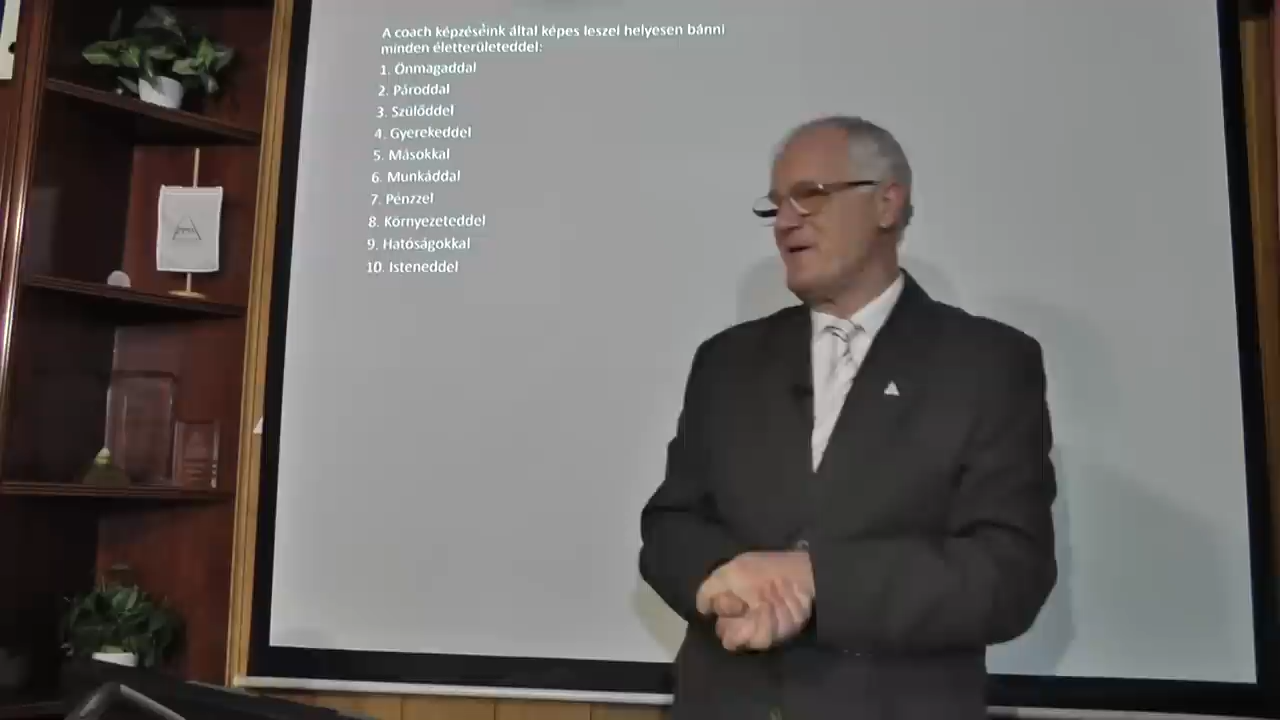 A coach képzéseink által képes leszel helyesen bánni
minden életterületeddel:
1. Önmagaddal
2. Pároddal
3. Szülőddel
4. Gyerekeddel
5. Másokkal
6. Munkáddal
7. Pénzzel
8. Környezeteddel
9. Hatóságokkal
10. Isteneddel